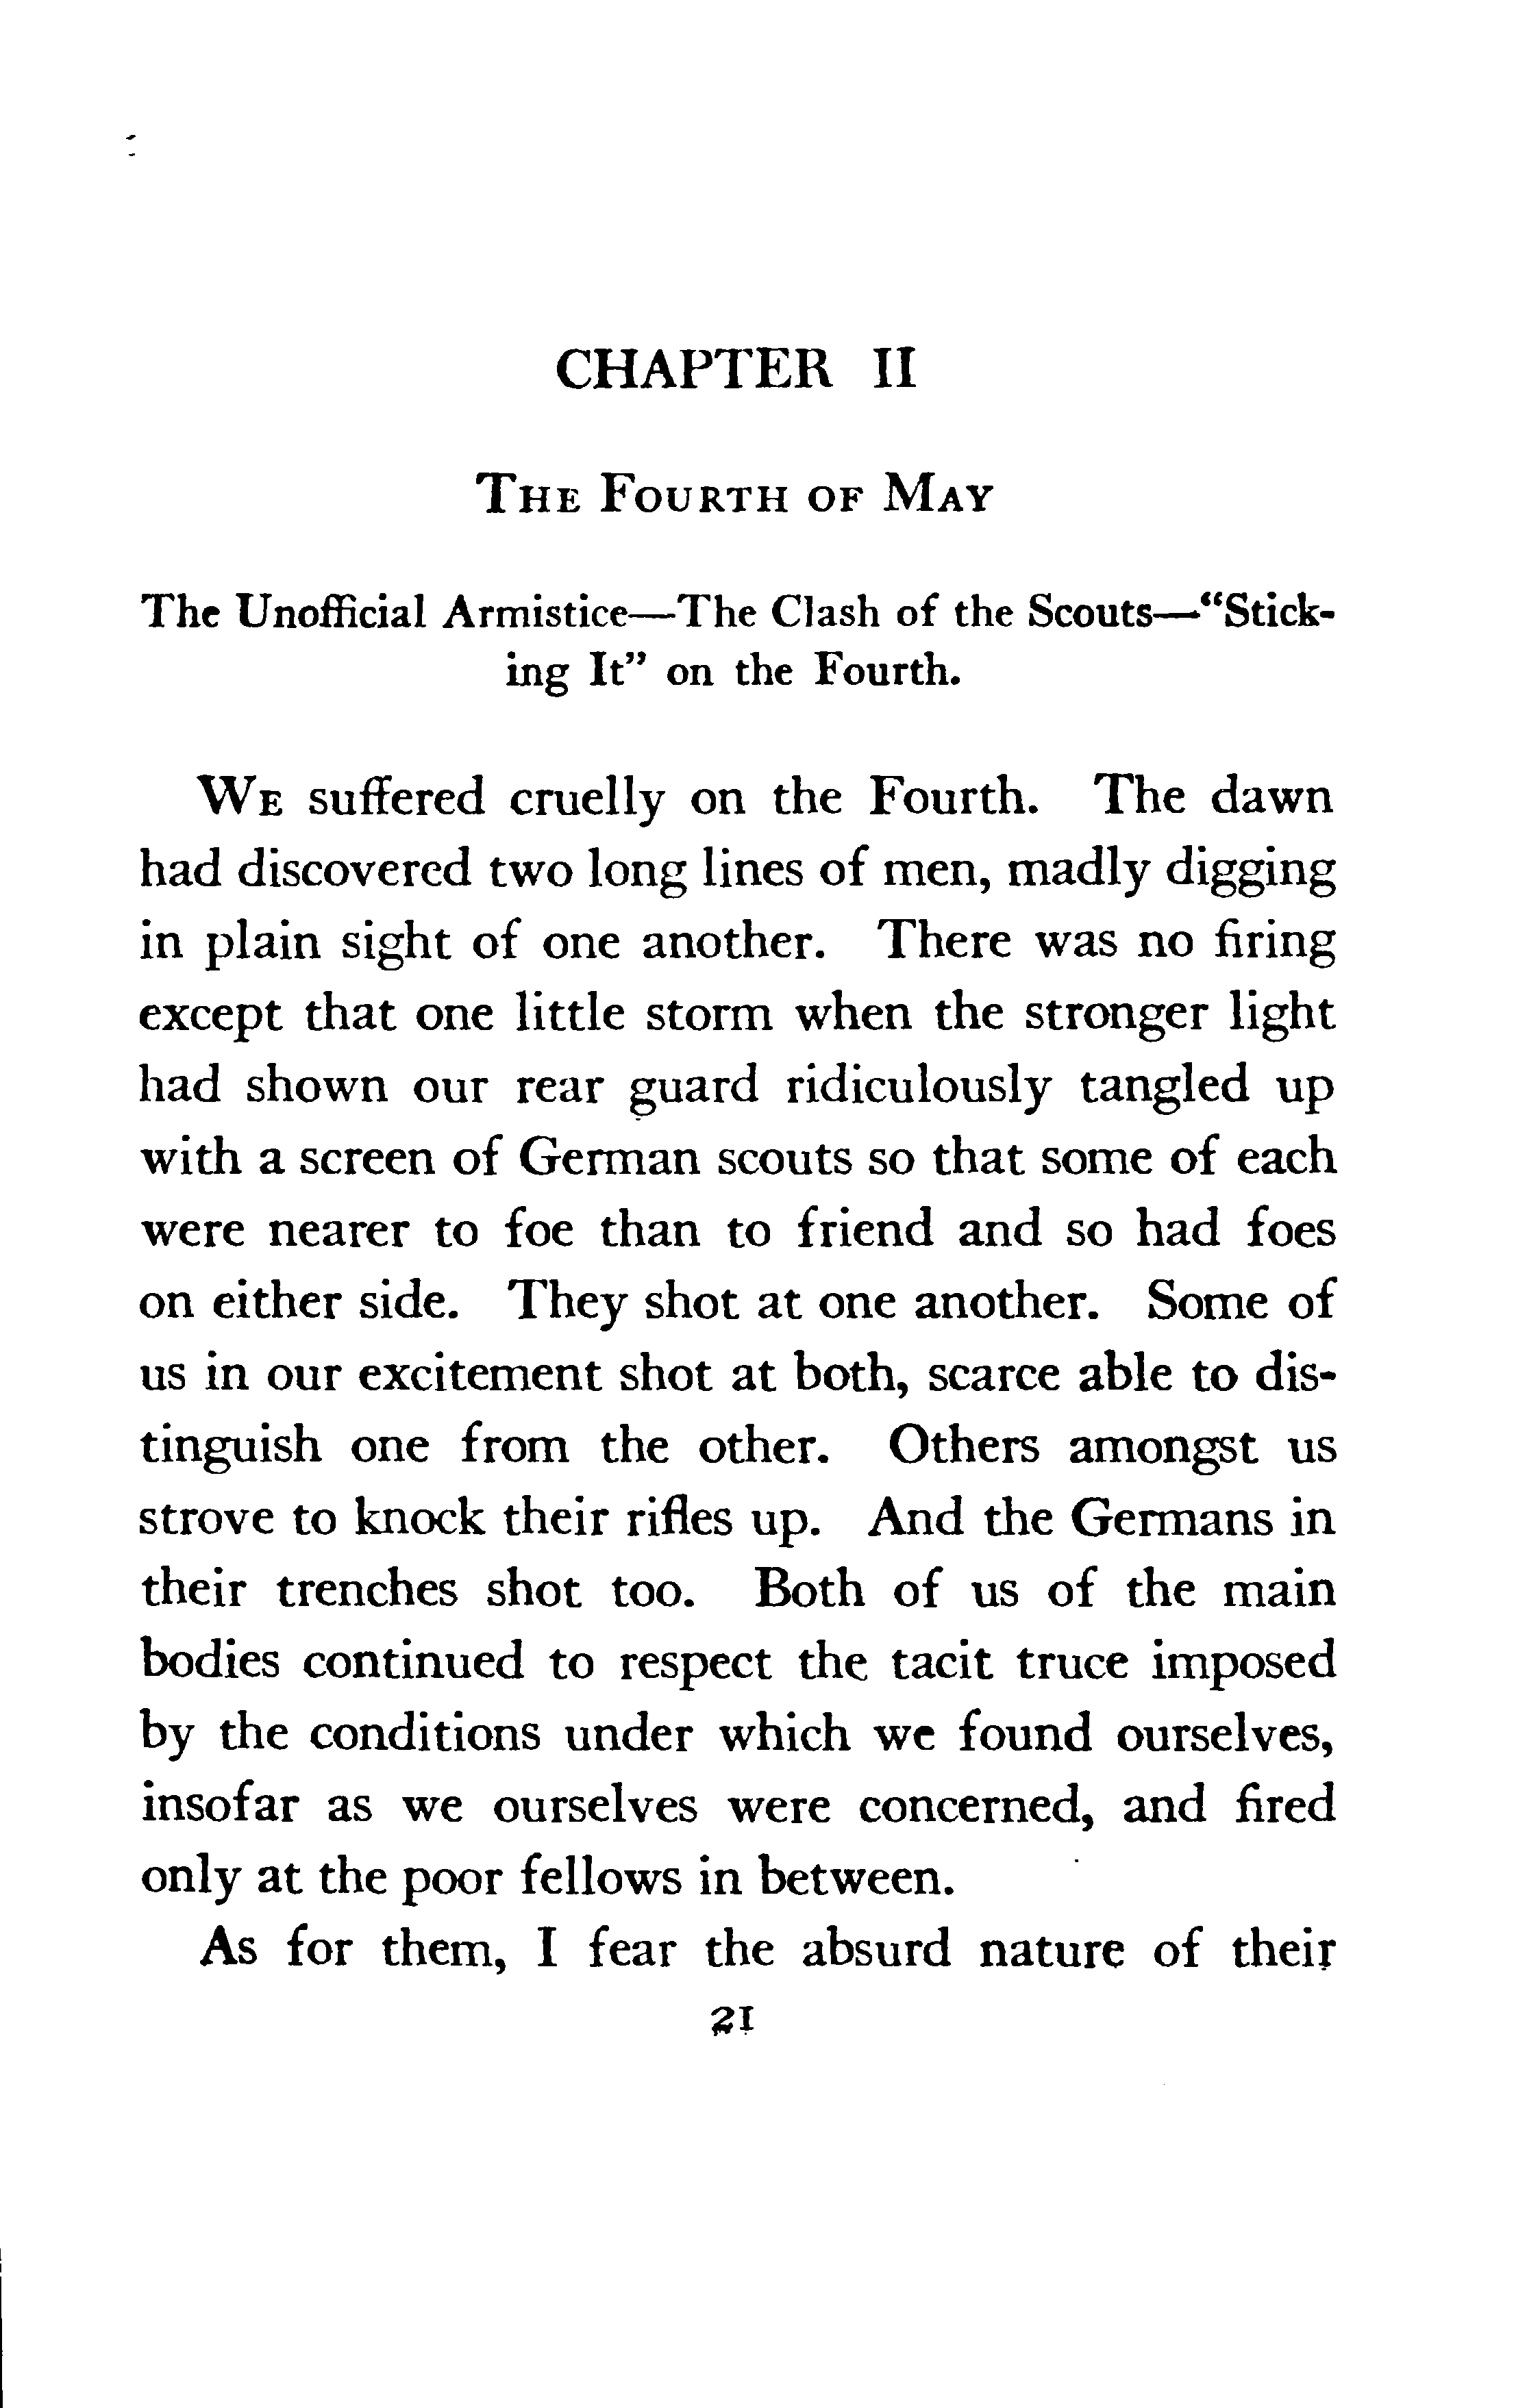 CHAPTER II
THE FOURTH OF MAY
The Unofficial Armistice—The Clash of the Scouts—“Stick-
ing It” on the Fourth.
WE suffered cruelly on the Fourth. The dawn
had discovered two long lines of men, madly digging
in plain sight of one another. There was no firing
except that one little storm when the stronger light
had shown our rear guard ridiculously tangled up
with a screen of German scouts so that some of each
were nearer to foe than to friend and so had foes
on either side. They shot at one another. Some of
us in our excitement shot at both, scarce able to dis-
tinguish one from the other. Others amongst us
strove to knock their rifles up. And the Germans in
their trenches shot too. Both of us of the main
bodies continued to respect the tacit truce imposed
by the conditions under which we found ourselves,
insofar as we ourselves were concerned, and fired
only at the poor fellows in between.
As for them, I fear the absurd nature of their
21